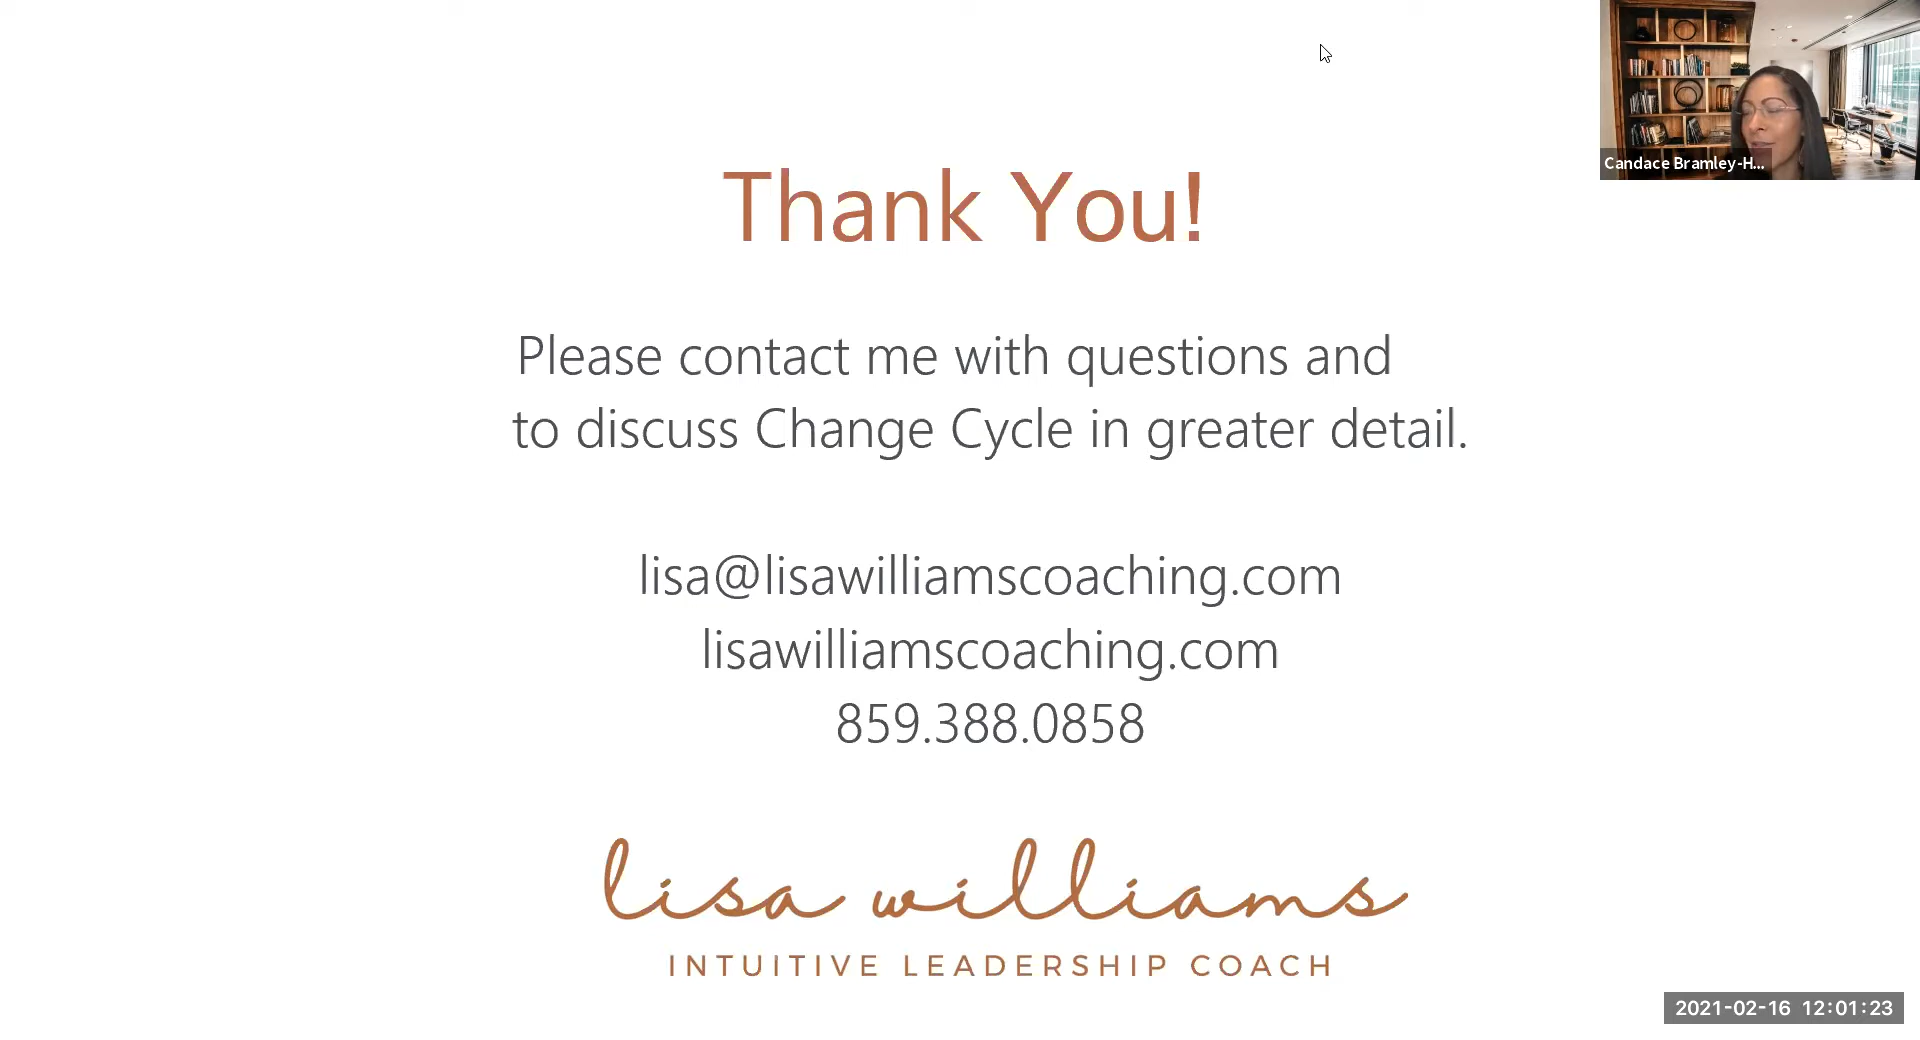 Thank You!
Please contact me with questions and
to discuss Change Cycle in greater detail.
lisa@lisawilliamscoaching.com
lisawilliamscoaching.com
859.388.0858
lisa williams
INTUITIVE LEADERSHIP COACH
Candace Bramley-H...
2021-02-16 12:01:23